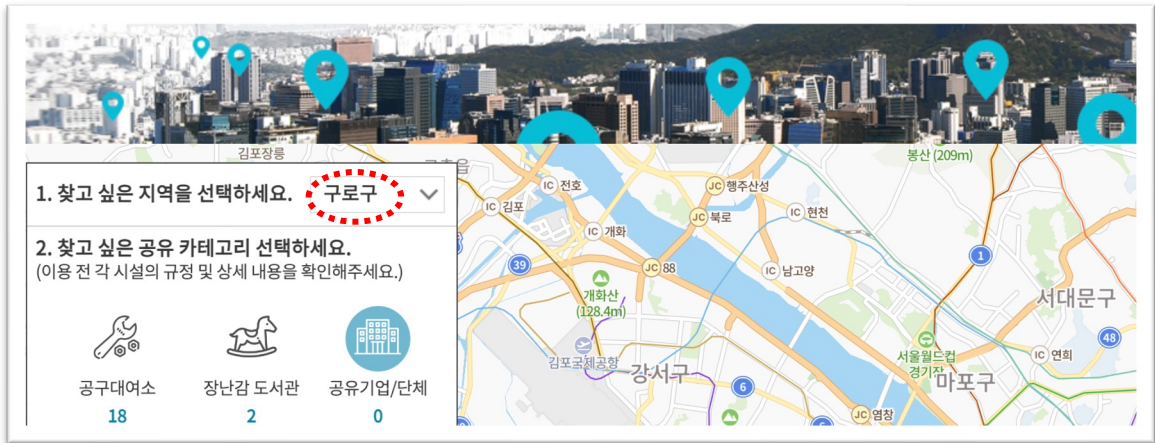 김포장릉
1. 찾고 싶은 지역을 선택하세요. 구로구
2. 찾고 싶은 공유 카테고리 선택하세요.
(이용 전 각 시설의 규정 및 상세 내용을 확인해주세요.)
공구대여소 장난감 도서관 공유기업/단체
18 2 0
봉산 (209m)
IC 전호
JC 행주산성
IC 김포
JC 북로
IC 현천
IC 개화
39
JC 88
IC 남고양
1
개화산
(128.4m)
서대문구
48
김포국제공항
강서구
서울월드컵
경기장
마포구
IC 연희
6
JC 염창